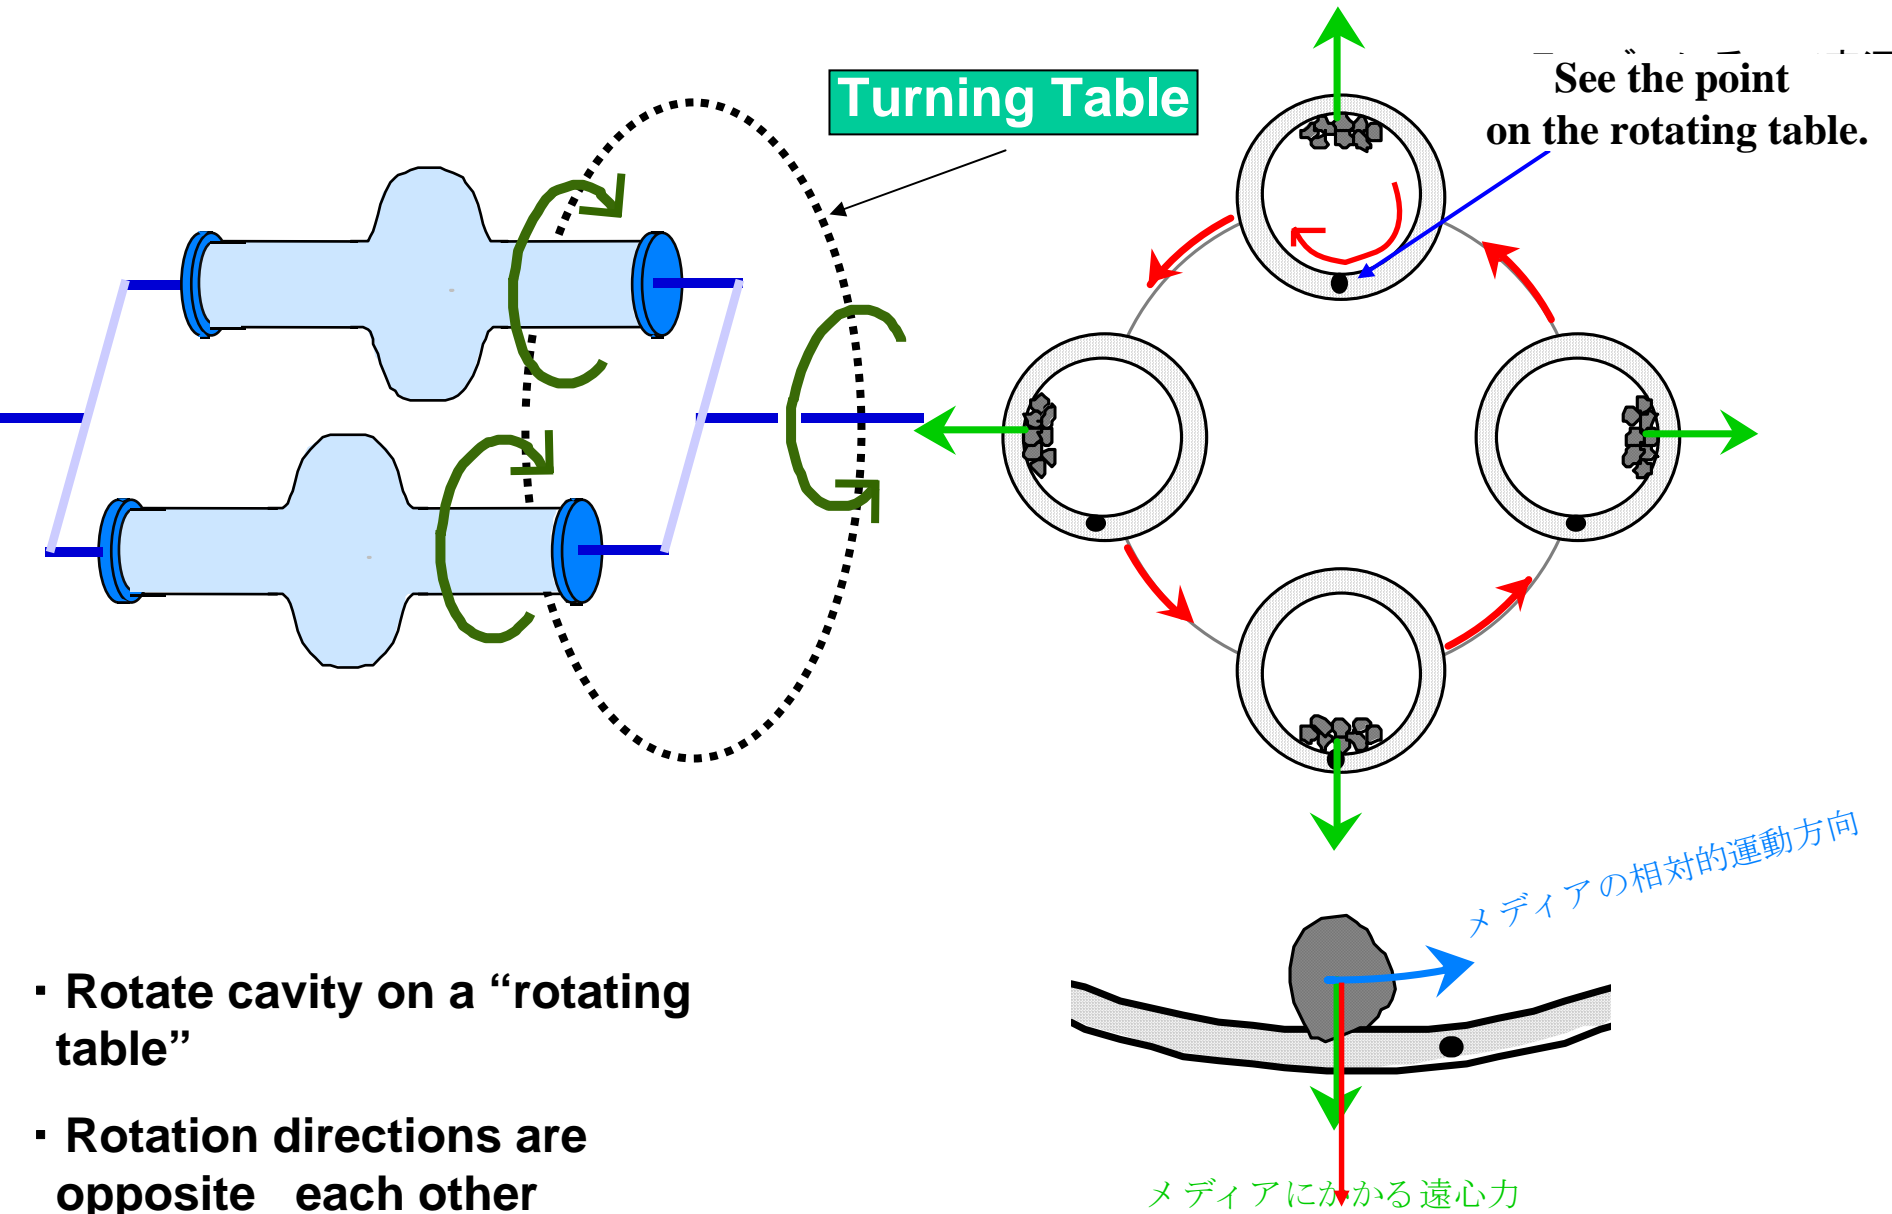 Turning Table
See the point
on the rotating table.
メディアの相対的運動方向
・Rotate cavity on a “rotating
table”
・Rotation directions are
opposite each other
メディアにかかる遠心力